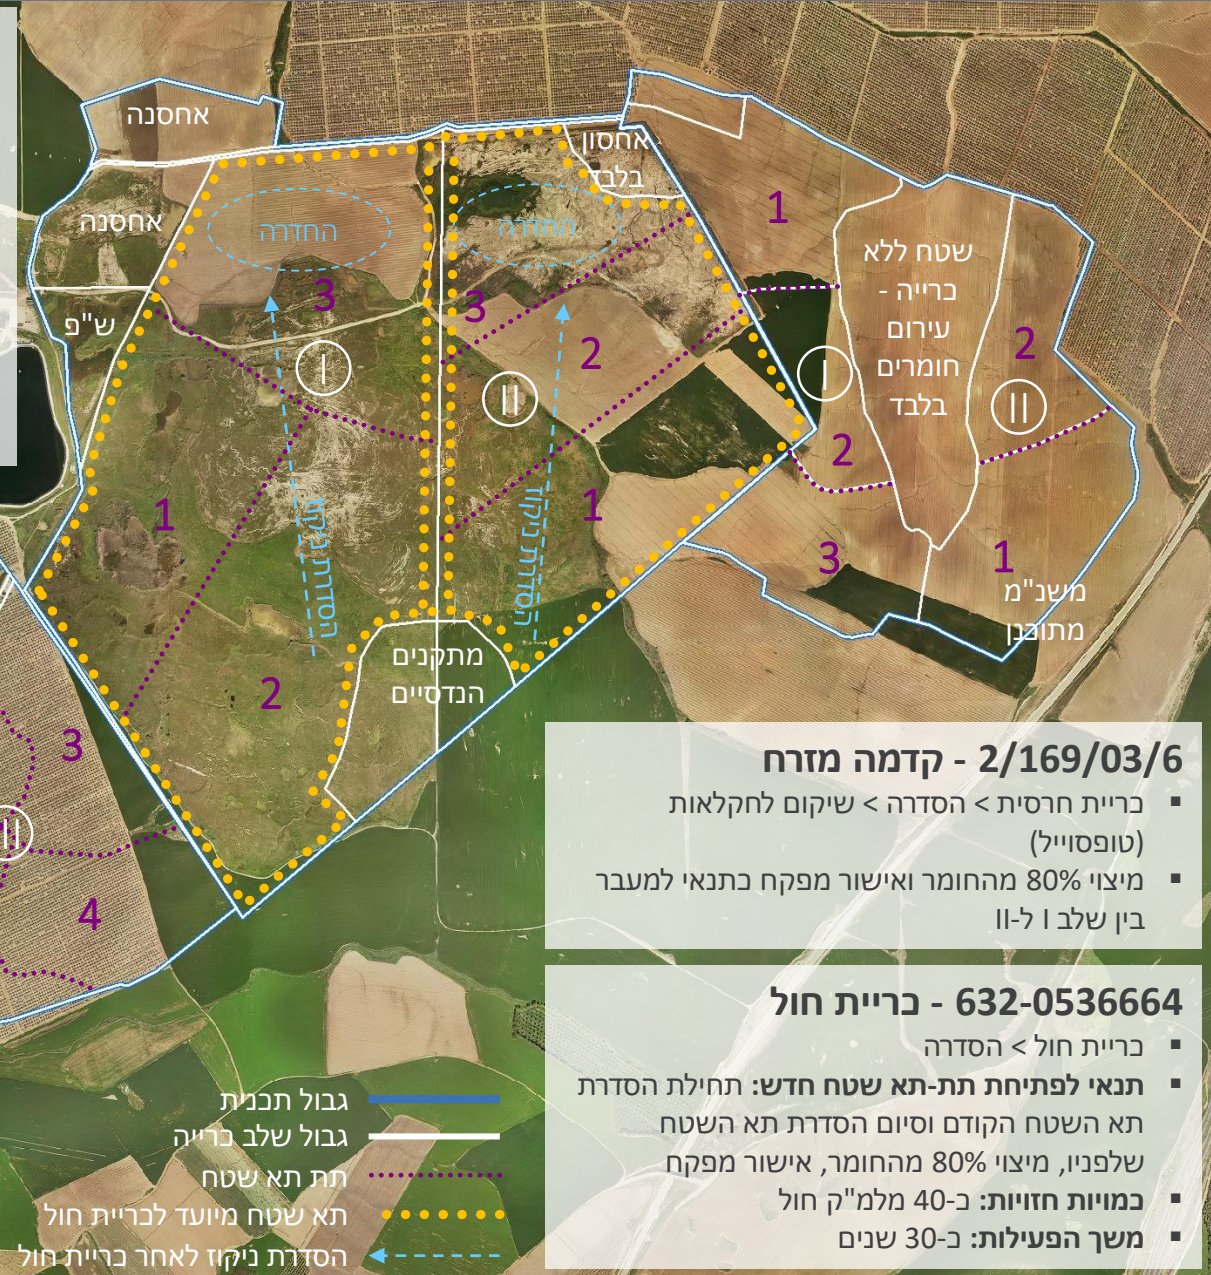 אחסנה
אחסון
בלבד
אחסנה
החדרה
החדרה
1
שטח ללא
כרייה -
עירום
חומרים
בלבד
ש"פ
3
3
2
2
I
II
I
II
2
1
1
הסדרת ניקוז
הסדרת ניקוז
3
1
משנ"מ
מתוכנן
מתקנים
הנדסיים
2
3
II
4
2/169/03/6 - קדמה מזרח
▪ כריית חרסית > הסדרה > שיקום לחקלאות
(טופסוייל)
▪ מיצוי 80% מהחומר ואישור מפקח כתנאי למעבר
בין שלב I ל-II
632-0536664 - כריית חול
▪ כריית חול > הסדרה
▪ תנאי לפתיחת תת-תא שטח חדש: תחילת הסדרת
תא השטח הקודם וסיום הסדרת תא השטח
שלפניו, מיצוי 80% מהחומר, אישור מפקח
▪ כמויות חזויות: כ-40 מלמ"ק חול
▪ משך הפעילות: כ-30 שנים
גבול תכנית
גבול שלב כרייה
תת תא שטח
תא שטח מיועד לכריית חול
הסדרת ניקוז לאחר כריית חול